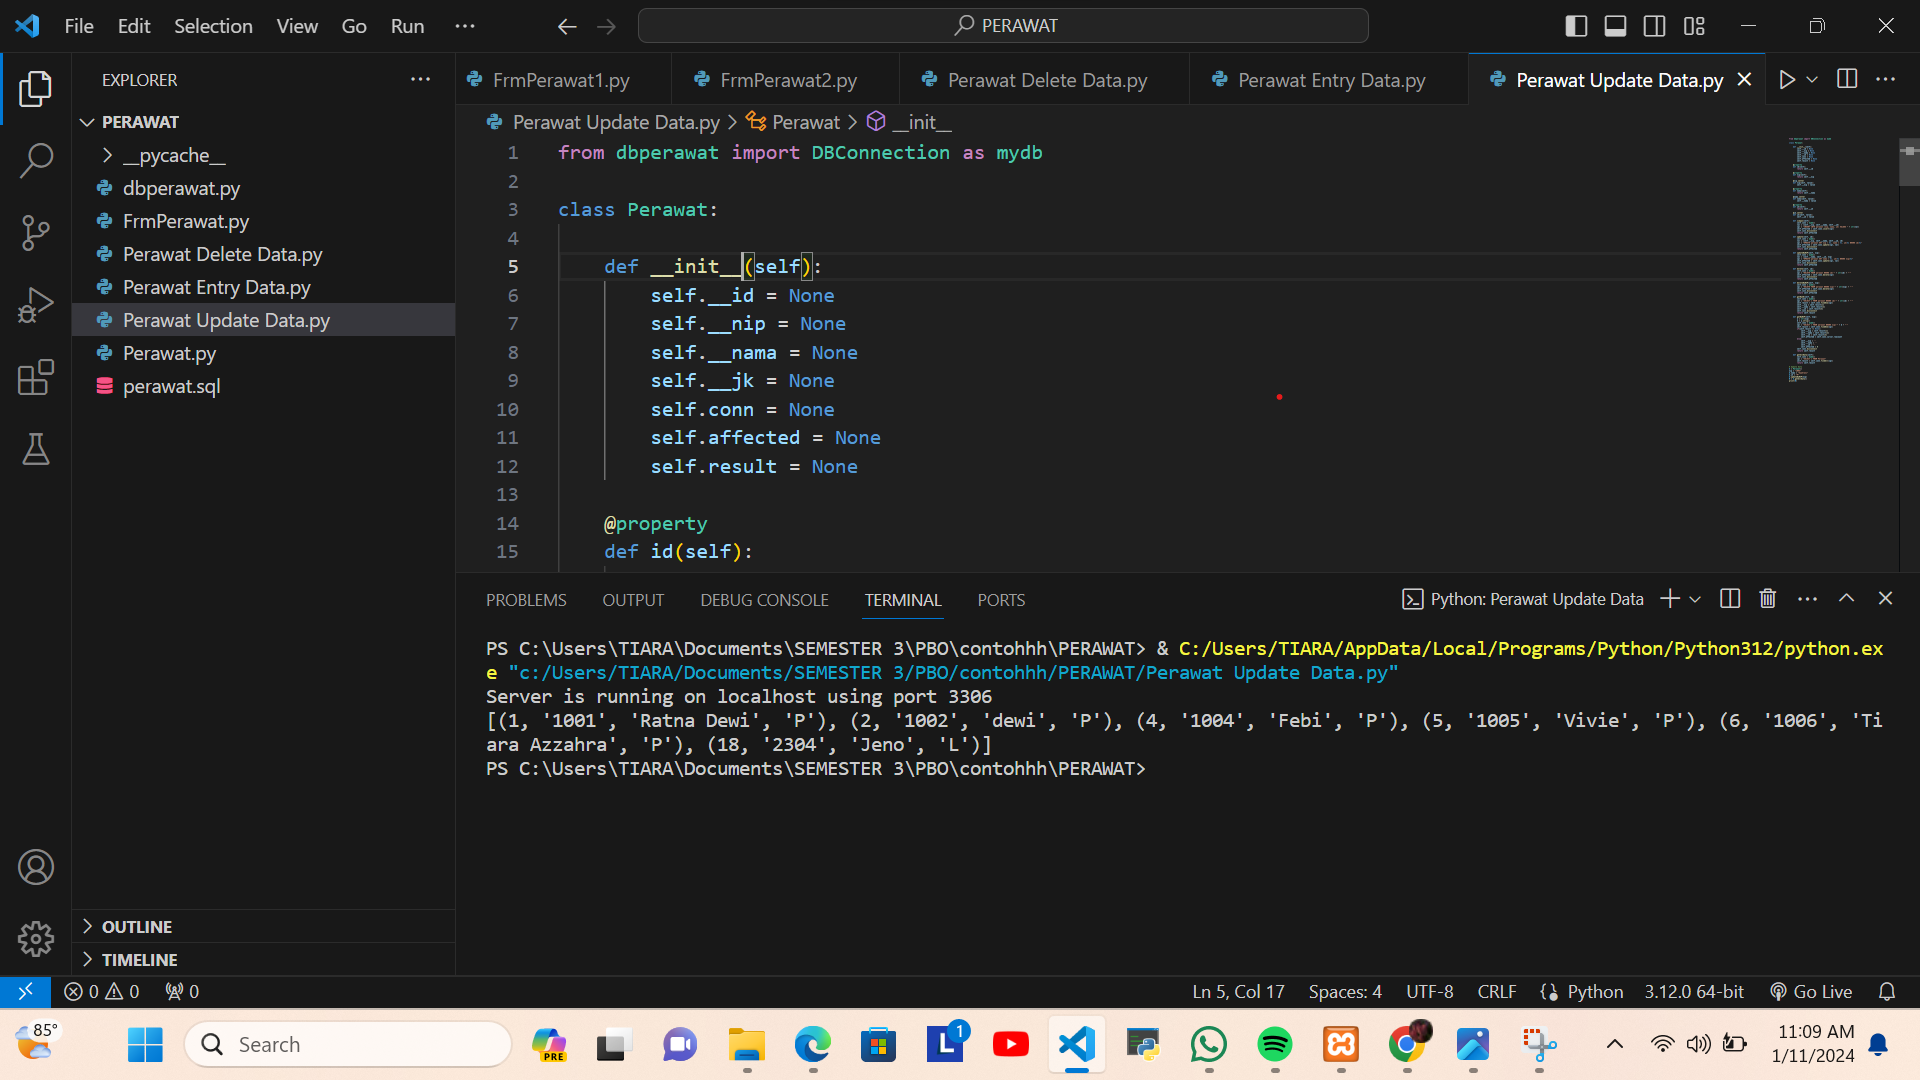 File Edit Selection View Go Run ···
PERAWAT
EXPLORER
FrmPerawat1.py FrmPerawat2.py Perawat Delete Data.py Perawat Entry Data.py Perawat Update Data.py
PERAWAT
__pycache__
dbperawat.py
FrmPerawat.py
Perawat Delete Data.py
Perawat Entry Data.py
Perawat Update Data.py
Perawat.py
perawat.sql
OUTLINE
TIMELINE
Perawat Update Data.py > Perawat > __init__
1 from dbperawat import DBConnection as mydb
2
3 class Perawat:
4
5 def __init__(self):
6 self.__id = None
7 self.__nip = None
8 self.__nama = None
9 self.__jk = None
10 self.conn = None
11 self.affected = None
12 self.result = None
13
14 @property
15 def id(self):
PROBLEMS OUTPUT DEBUG CONSOLE TERMINAL PORTS
Python: Perawat Update Data
PS C:\Users\TIARA\Documents\SEMESTER 3\PBO\contohhh\PERAWAT> & C:/Users/TIARA/AppData/Local/Programs/Python/Python312/python.ex
e "c:/Users/TIARA/Documents/SEMESTER 3/PBO/contohhh/PERAWAT/Perawat Update Data.py"
Server is running on localhost using port 3306
[(1, '1001', 'Ratna Dewi', 'P'), (2, '1002', 'dewi', 'P'), (4, '1004', 'Febi', 'P'), (5, '1005', 'Vivie', 'P'), (6, '1006', 'Ti
ara Azzahra', 'P'), (18, '2304', 'Jeno', 'L')]
PS C:\Users\TIARA\Documents\SEMESTER 3\PBO\contohhh\PERAWAT>
0 0 0
Ln 5, Col 17 Spaces: 4 UTF-8 CRLF Python 3.12.0 64-bit Go Live
85°
Search
PRE
L
1
11:09 AM
1/11/2024